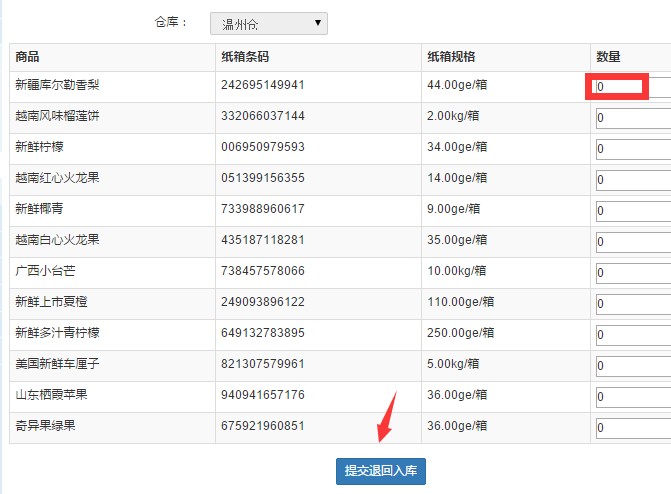 仓库： 温州仓
商品 纸箱条码 纸箱规格 数量
新疆库尔勒香梨 242695149941 44.00ge/箱 0
越南风味榴莲饼 332066037144 2.00kg/箱 0
新鲜柠檬 006950979593 34.00ge/箱 0
越南红心火龙果 051399156355 14.00ge/箱 0
新鲜椰青 733988960617 9.00ge/箱 0
越南白心火龙果 435187118281 35.00ge/箱 0
广西小台芒 738457578066 10.00kg/箱 0
新鲜上市夏橙 249093896122 110.00ge/箱 0
新鲜多汁青柠檬 649132783895 250.00ge/箱 0
美国新鲜车厘子 821307579961 5.00kg/箱 0
山东栖霞苹果 940941657176 36.00ge/箱 0
奇异果绿果 675921960851 36.00ge/箱 0
提交退回入库